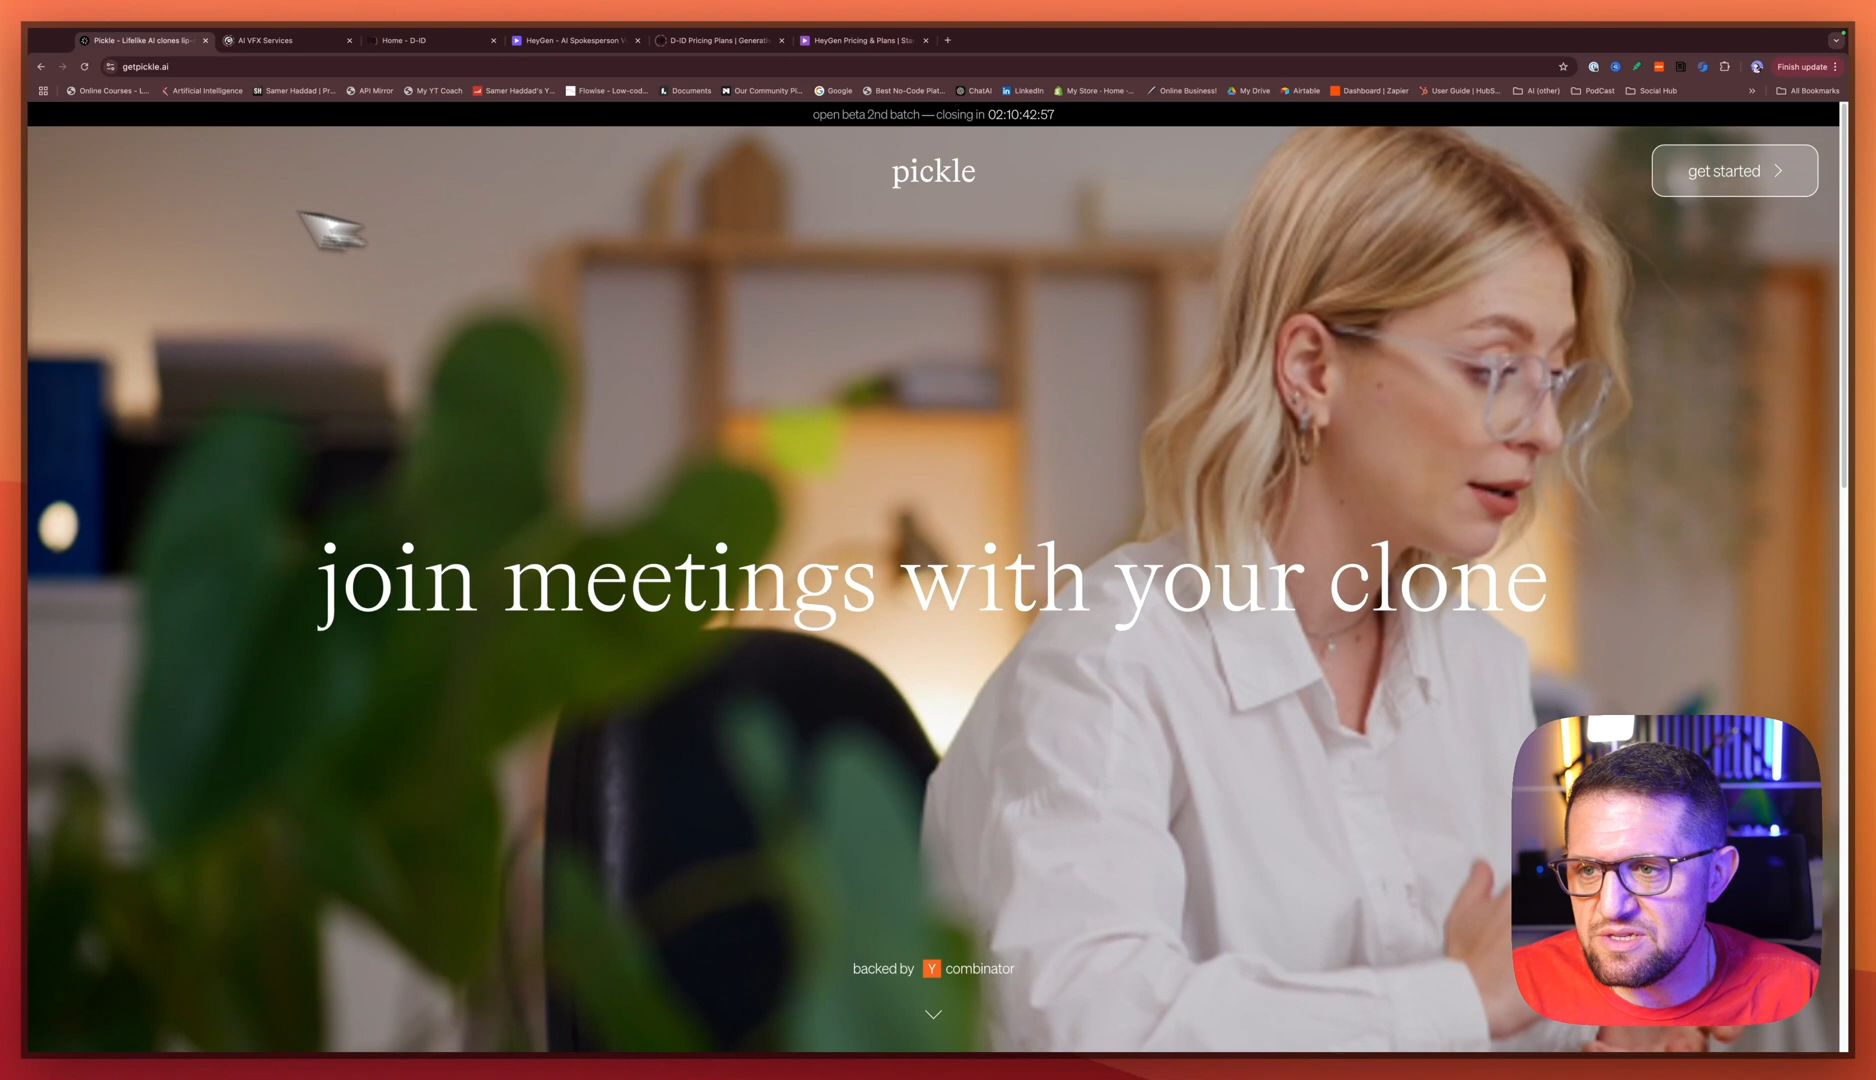 Pickle - Lifelike AI clones lip-
AI VFX Services
Home - D-ID
HeyGen - AI Spokesperson V
D-ID Pricing Plans | Generati
HeyGen Pricing & Plans | Sta
getpickle.ai
Finish update
Online Courses - L...
Artificial Intelligence
Samer Haddad | Pr...
API Mirror
My YT Coach
Samer Haddad's Y...
Flowise - Low-cod...
Documents
Our Community Pl...
Google
Best No-Code Plat...
ChatAI
LinkedIn
My Store · Home ·...
Online Business!
My Drive
Airtable
Dashboard | Zapier
User Guide | HubS...
AI (other)
PodCast
Social Hub
All Bookmarks
open beta 2nd batch — closing in 02:10:42:57
pickle
get started
join meetings with your clone
backed by Y combinator